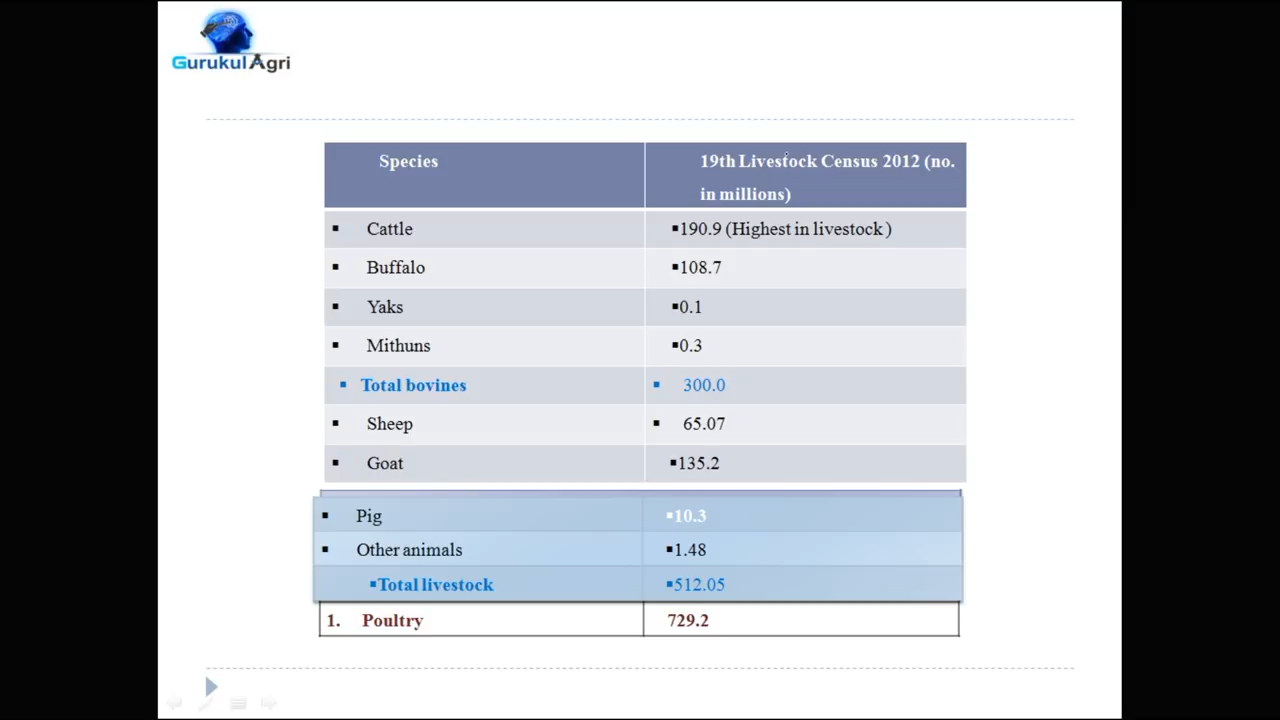 Gurukul Agri
Species
19th Livestock Census 2012 (no.
in millions)
▪ Cattle ▪190.9 (Highest in livestock )
▪ Buffalo ▪108.7
▪ Yaks ▪0.1
▪ Mithuns ▪0.3
▪ Total bovines ▪ 300.0
▪ Sheep ▪ 65.07
▪ Goat ▪135.2
▪ Pig ▪10.3
▪ Other animals ▪1.48
▪Total livestock ▪512.05
1. Poultry 729.2